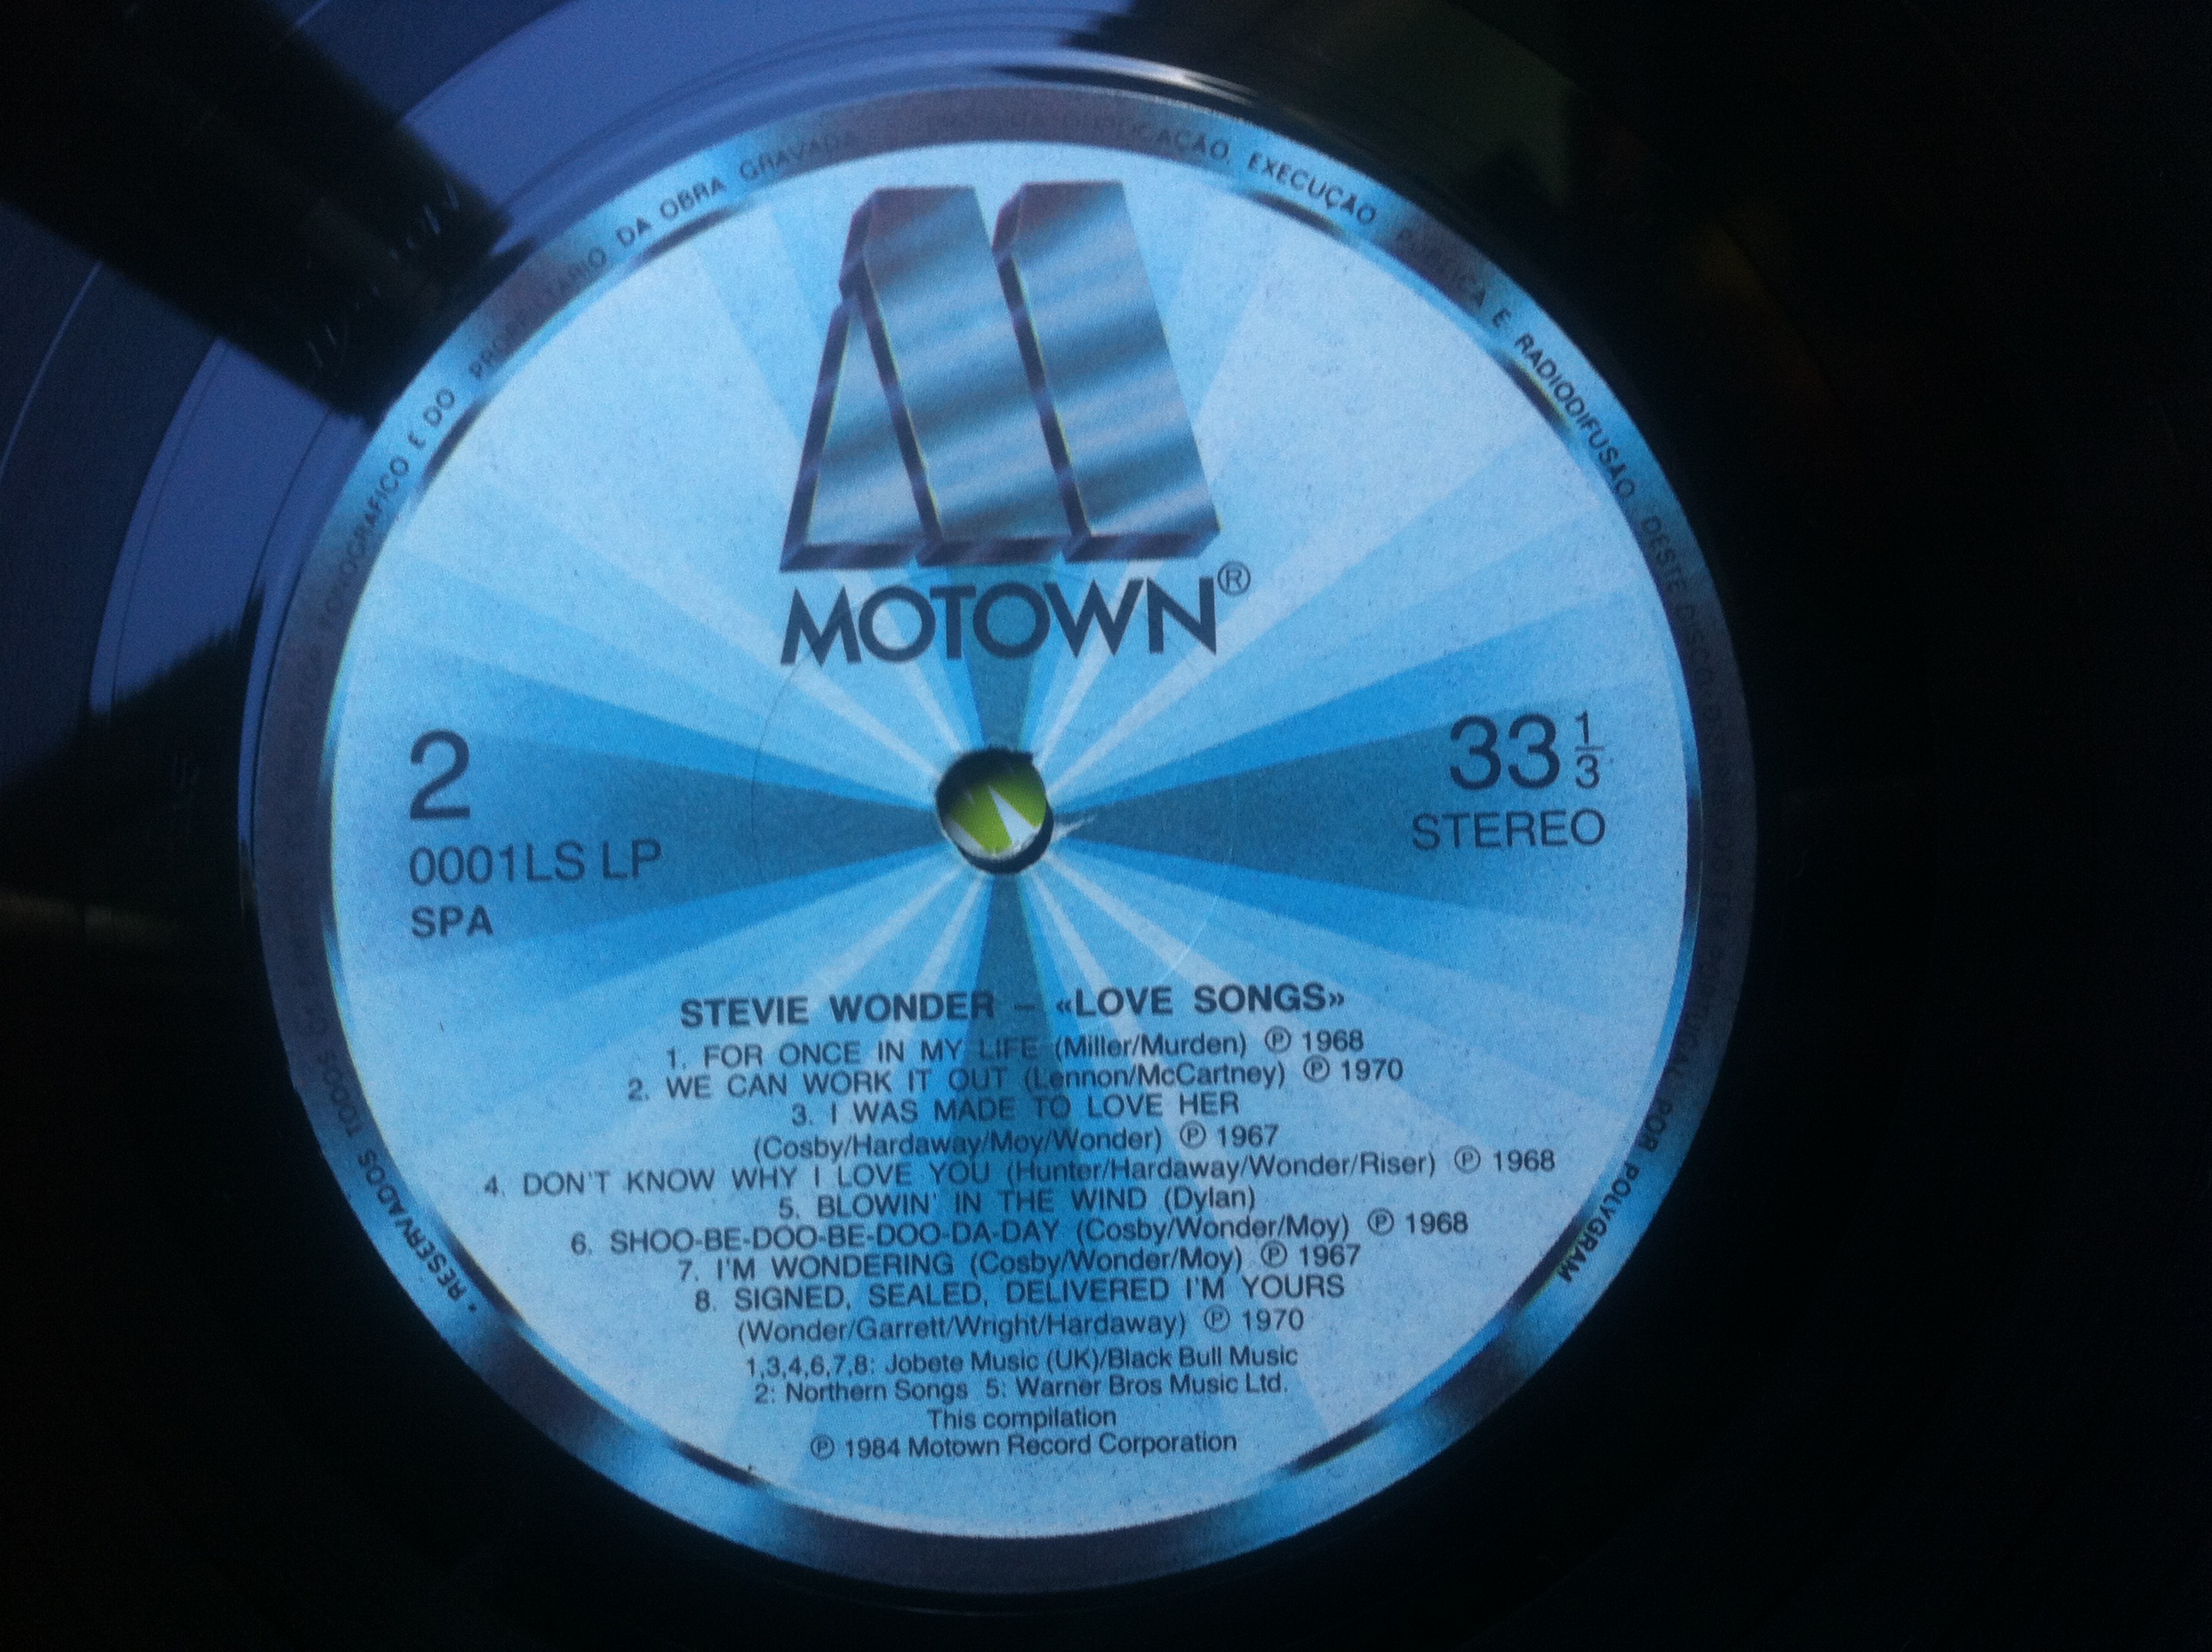 RESERVADOS TODOS FONOGRAFICO E DO PROPRIETARIO DA OBRA GRAVADA DUPLICAÇÃO, EXECUÇÃO PUBLICA E RADIODIFUSÃO, DESTE DISCO PORTUGAL POR POLYGRAM
MOTOWN®
2
0001LS LP
SPA
33 1/3
STEREO
STEVIE WONDER – «LOVE SONGS»
1. FOR ONCE IN MY LIFE (Miller/Murden) ℗ 1968
2. WE CAN WORK IT OUT (Lennon/McCartney) ℗ 1970
3. I WAS MADE TO LOVE HER
(Cosby/Hardaway/Moy/Wonder) ℗ 1967
4. DON'T KNOW WHY I LOVE YOU (Hunter/Hardaway/Wonder/Riser) ℗ 1968
5. BLOWIN' IN THE WIND (Dylan)
6. SHOO-BE-DOO-BE-DOO-DA-DAY (Cosby/Wonder/Moy) ℗ 1968
7. I'M WONDERING (Cosby/Wonder/Moy) ℗ 1967
8. SIGNED, SEALED, DELIVERED I'M YOURS
(Wonder/Garrett/Wright/Hardaway) ℗ 1970
1,3,4,6,7,8: Jobete Music (UK)/Black Bull Music
2: Northern Songs 5: Warner Bros Music Ltd.
This compilation
℗ 1984 Motown Record Corporation